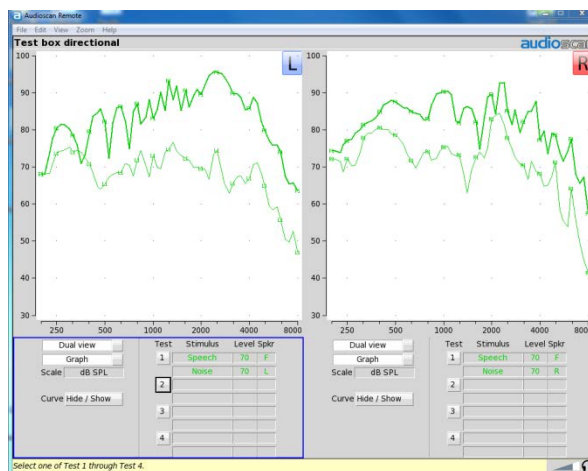 Audioscan Remote
File Edit View Zoom Help
Test box directional
audioscan
L
R
100
90
80
70
60
50
40
30
250 500 1000 2000 4000 8000
100
90
80
70
60
50
40
30
250 500 1000 2000 4000 800
Dual view
Graph
Scale dB SPL
Curve Hide / Show
Test Stimulus Level Spkr
1 Speech 70 F
Noise 70 L
2
3
4
Dual view
Graph
Scale dB SPL
Curve Hide / Show
Test Stimulus Level Spkr
1 Speech 70 F
Noise 70 R
2
3
4
Select one of Test 1 through Test 4.